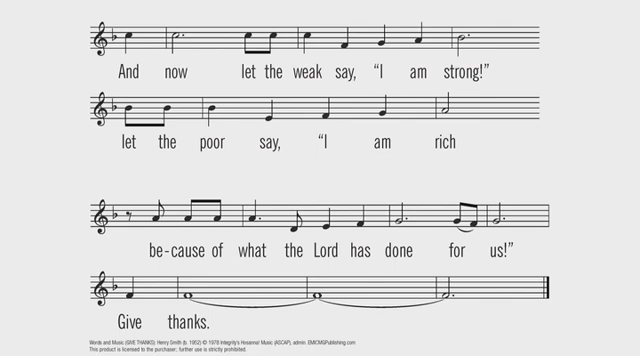 And now let the weak say, “I am strong!”
let the poor say, “I am rich
be-cause of what the Lord has done for us!”
Give thanks.
Words and Music (GIVE THANKS): Henry Smith (b. 1952) © 1978 Integrity's Hosanna! Music (ASCAP), admin. EMICMGPublishing.com
This product is licensed to the purchaser; further use is strictly prohibited.